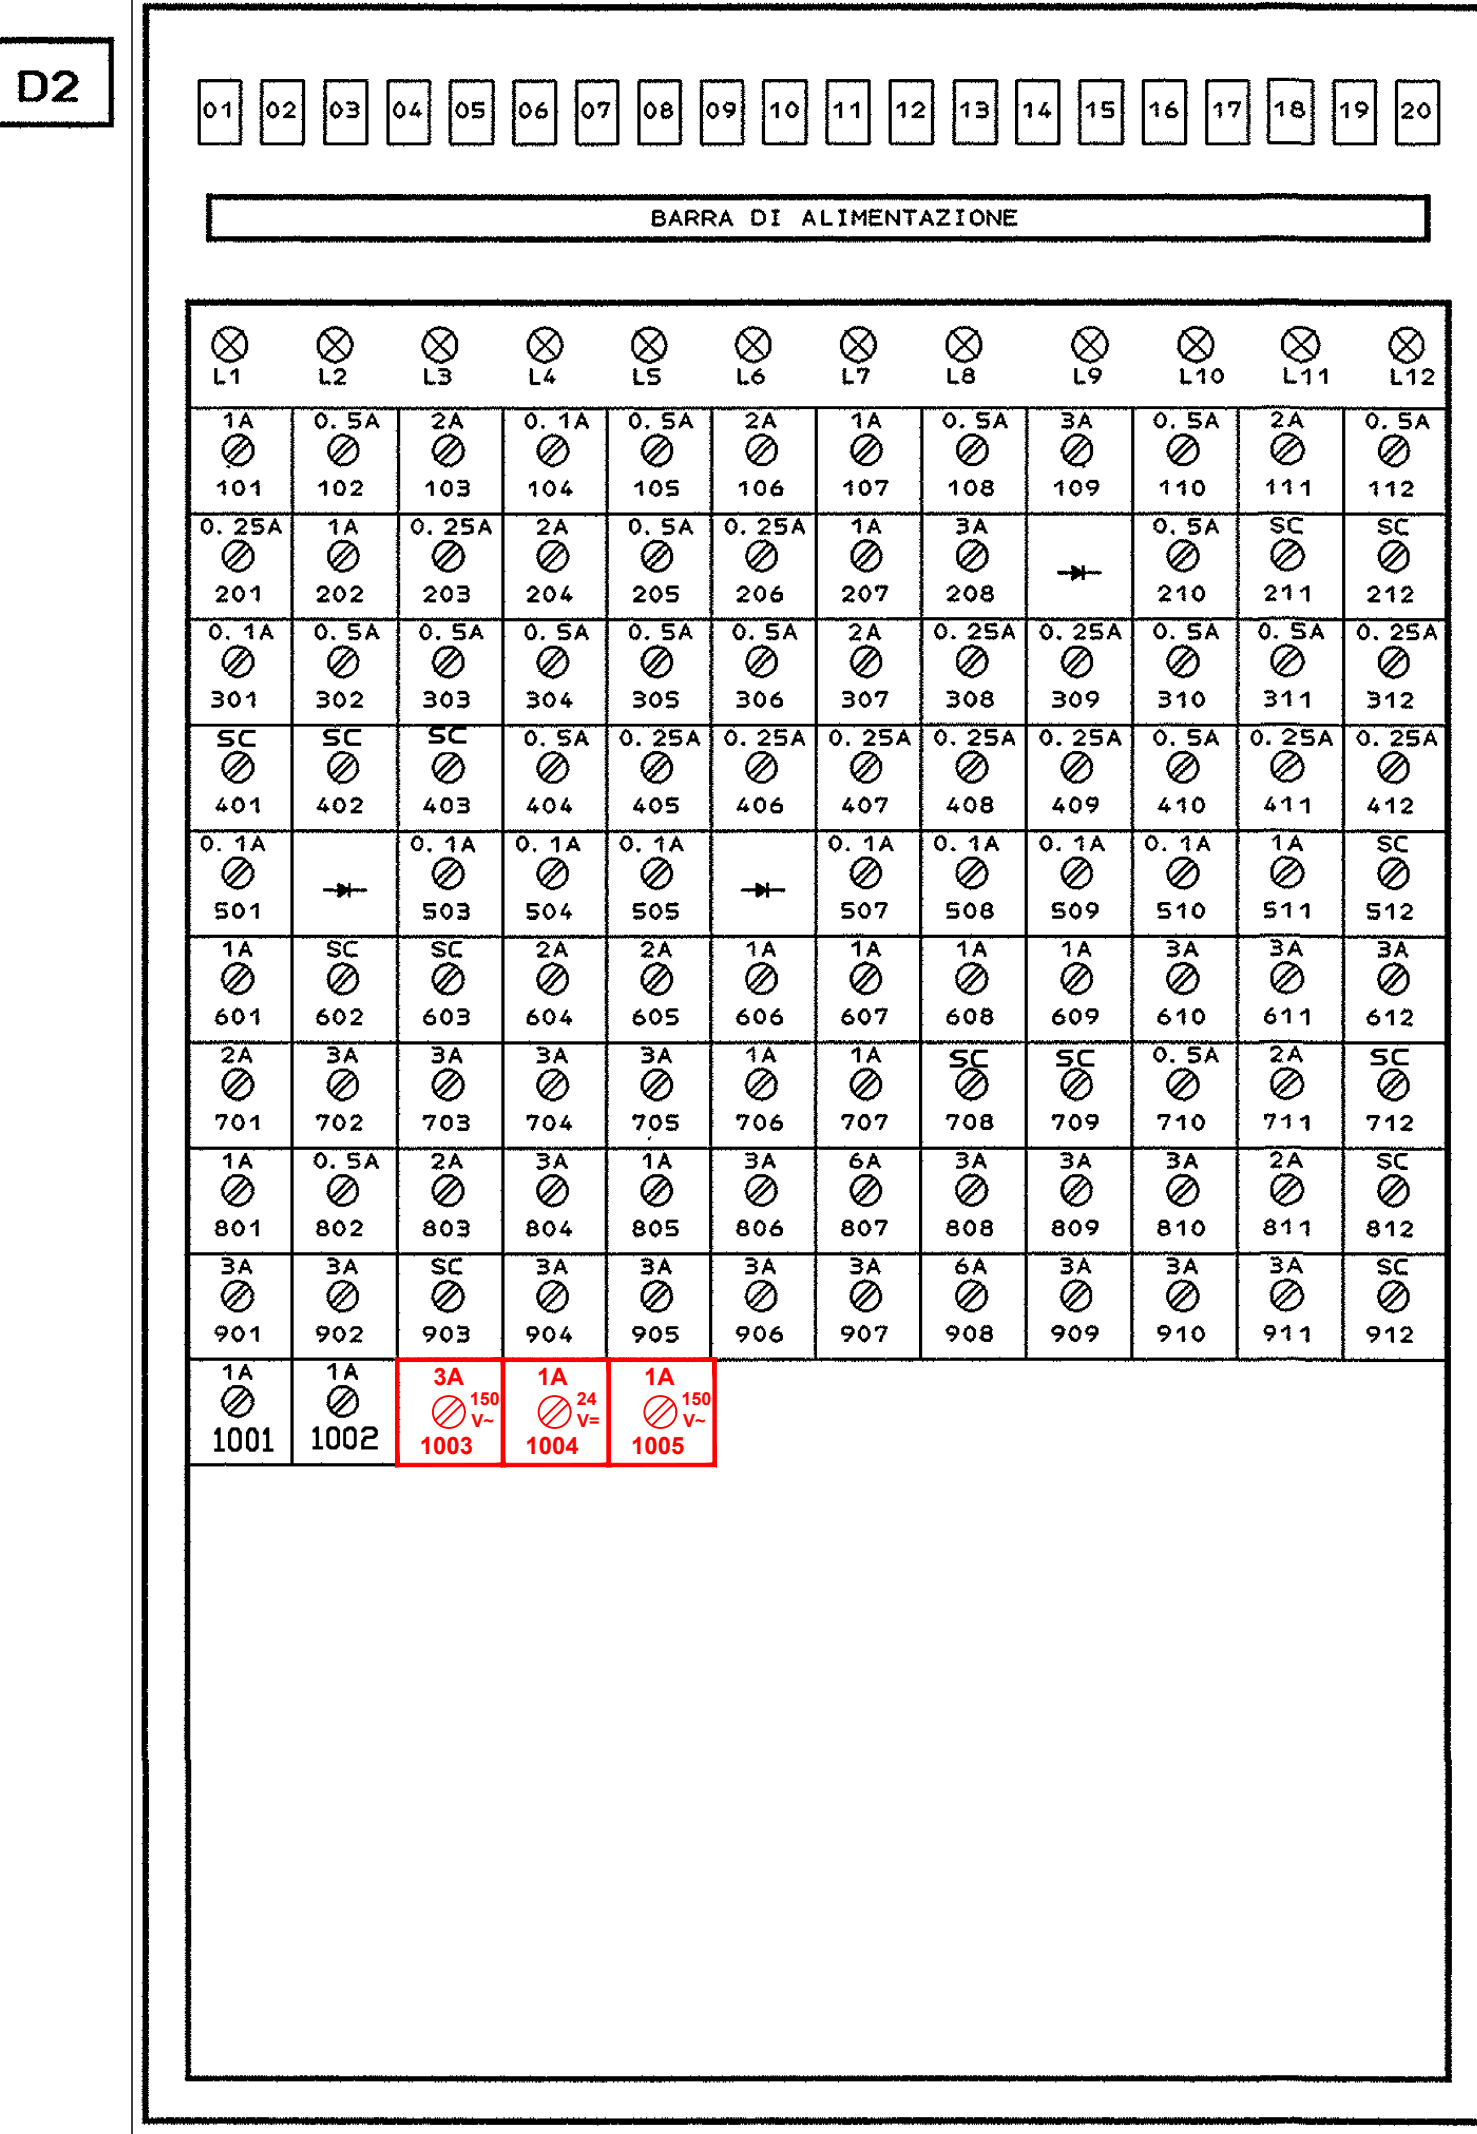 D2
01 02 03 04 05 06 07 08 09 10 11 12 13 14 15 16 17 18 19 20
BARRA DI ALIMENTAZIONE
L1 L2 L3 L4 L5 L6 L7 L8 L9 L10 L11 L12
1A 0.5A 2A 0.1A 0.5A 2A 1A 0.5A 3A 0.5A 2A 0.5A
101 102 103 104 105 106 107 108 109 110 111 112
0.25A 1A 0.25A 2A 0.5A 0.25A 1A 3A 0.5A SC SC
201 202 203 204 205 206 207 208 210 211 212
0.1A 0.5A 0.5A 0.5A 0.5A 0.5A 2A 0.25A 0.25A 0.5A 0.5A 0.25A
301 302 303 304 305 306 307 308 309 310 311 312
SC SC SC 0.5A 0.25A 0.25A 0.25A 0.25A 0.25A 0.5A 0.25A 0.25A
401 402 403 404 405 406 407 408 409 410 411 412
0.1A 0.1A 0.1A 0.1A 0.1A 0.1A 0.1A 0.1A 1A SC
501 503 504 505 507 508 509 510 511 512
1A SC SC 2A 2A 1A 1A 1A 1A 3A 3A 3A
601 602 603 604 605 606 607 608 609 610 611 612
2A 3A 3A 3A 3A 1A 1A SC SC 0.5A 2A SC
701 702 703 704 705 706 707 708 709 710 711 712
1A 0.5A 2A 3A 1A 3A 6A 3A 3A 3A 2A SC
801 802 803 804 805 806 807 808 809 810 811 812
3A 3A SC 3A 3A 3A 3A 6A 3A 3A 3A SC
901 902 903 904 905 906 907 908 909 910 911 912
1A 1A 3A 1A 1A
150 24 150
V~ V= V~
1001 1002 1003 1004 1005